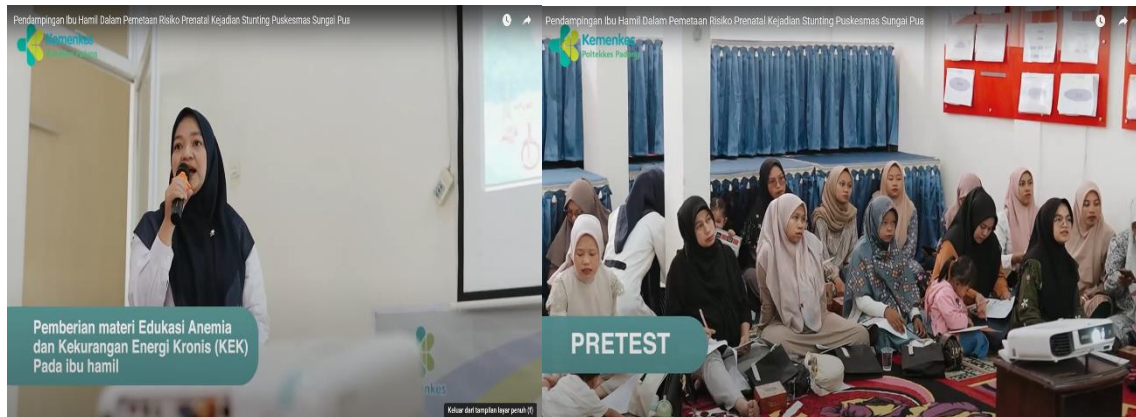 Pendampingan Ibu Hamil Dalam Pemetaan Risiko Prenatal Kejadian Stunting Puskesmas Sungai Pua
Kemenkes
Poltekkes Padang
Pemberian materi Edukasi Anemia
dan Kekurangan Energi Kronis (KEK)
Pada ibu hamil
Keluar dari tampilan layar penuh (f)
Pendampingan Ibu Hamil Dalam Pemetaan Risiko Prenatal Kejadian Stunting Puskesmas Sungai Pua
Kemenkes
Poltekkes Padang
PRETEST